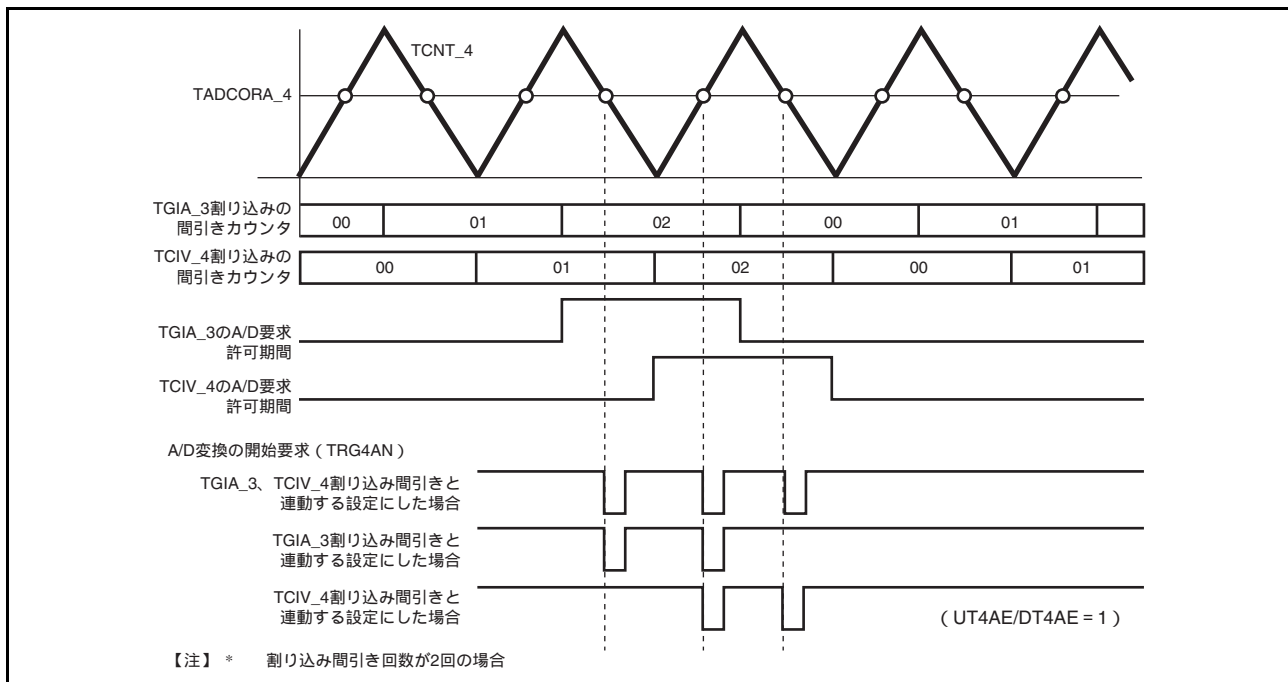 TCNT_4
TADCORA_4
TGIA_3割り込みの
間引きカウンタ
00 01 02 00 01
TCIV_4割り込みの
間引きカウンタ
00 01 02 00 01
TGIA_3のA/D要求
許可期間
TCIV_4のA/D要求
許可期間
A/D変換の開始要求（TRG4AN）
TGIA_3、TCIV_4割り込み間引きと
連動する設定にした場合
TGIA_3割り込み間引きと
連動する設定にした場合
TCIV_4割り込み間引きと
連動する設定にした場合
（UT4AE/DT4AE = 1）
【注】 * 割り込み間引き回数が2回の場合